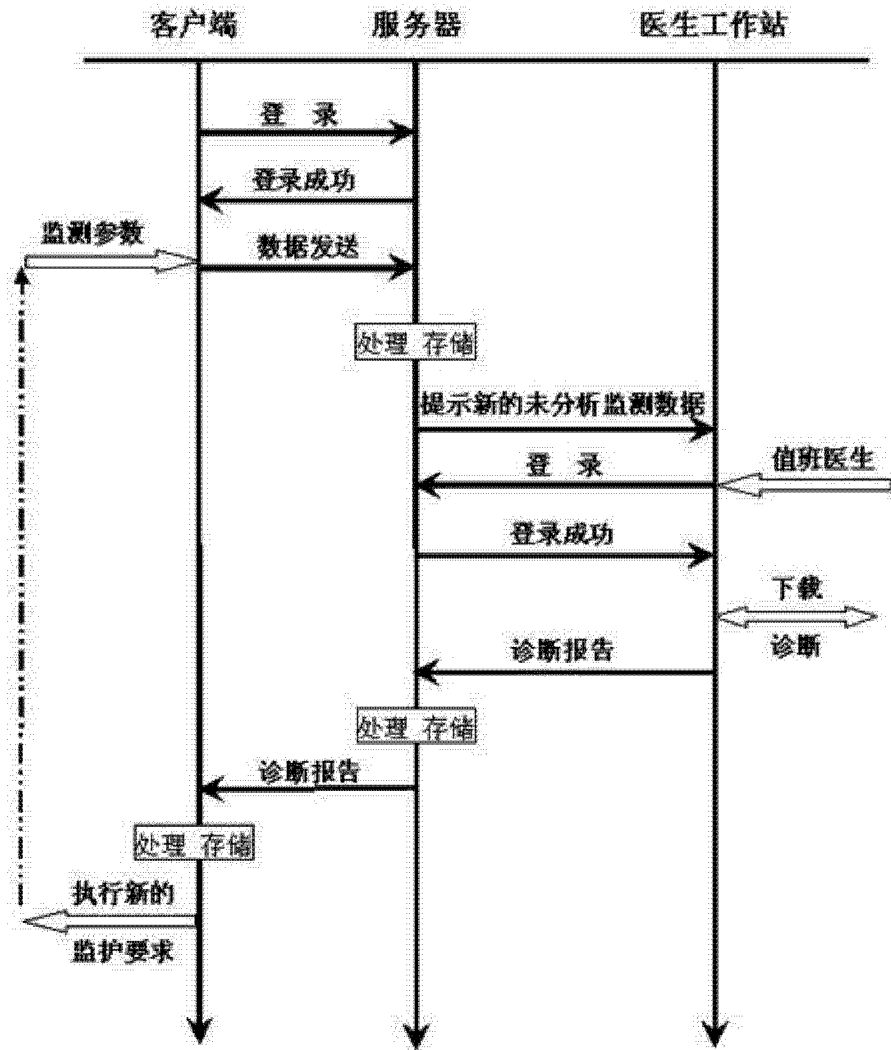 客户端 服务器 医生工作站
登 录
登录成功
监测参数
数据发送
处理 存储
提示新的未分析监测数据
登 录
值班医生
登录成功
下载
诊断
诊断报告
处理 存储
诊断报告
处理 存储
执行新的
监护要求